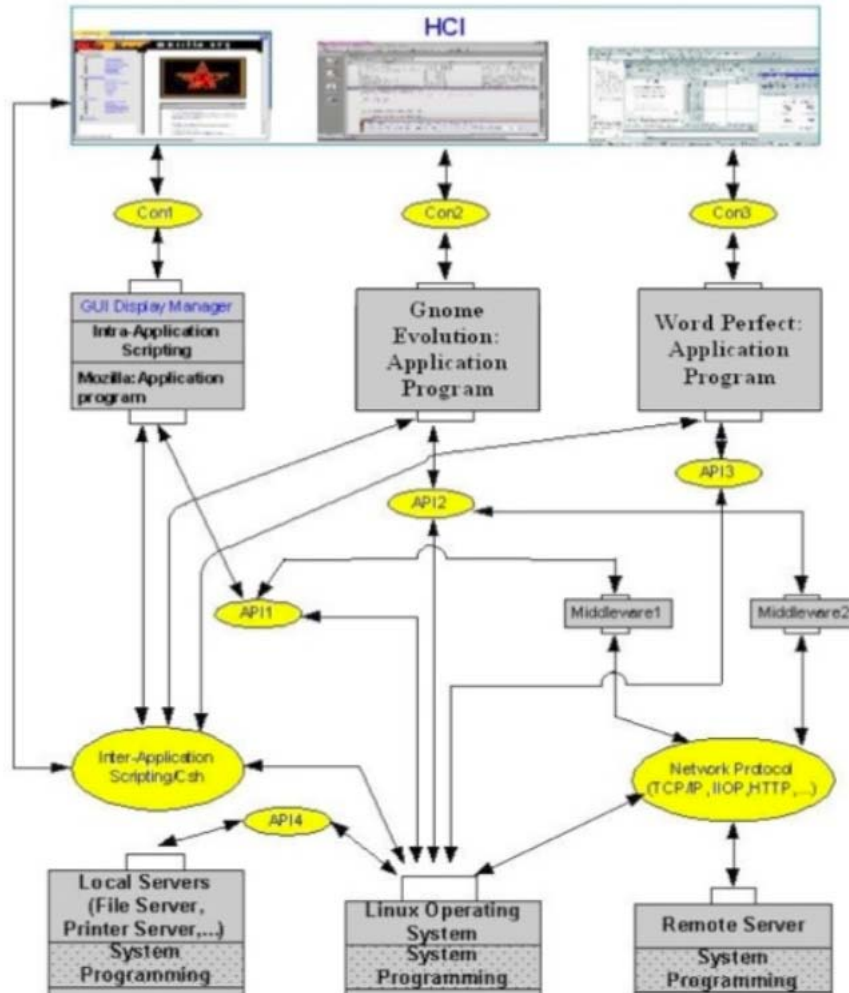 HCI
mozilla.org
Con1
Con2
Con3
GUI Display Manager
Intra-Application
Scripting
Mozilla:Application
program
Gnome
Evolution:
Application
Program
Word Perfect:
Application
Program
API3
API2
API1
Middleware1
Middleware2
Inter-Application
Scripting/Csh
Network Protocol
(TCP/IP,IIOP,HTTP,...)
API4
Local Servers
(File Server,
Printer Server,...)
System
Programming
Linux Operating
System
System
Programming
Remote Server
System
Programming